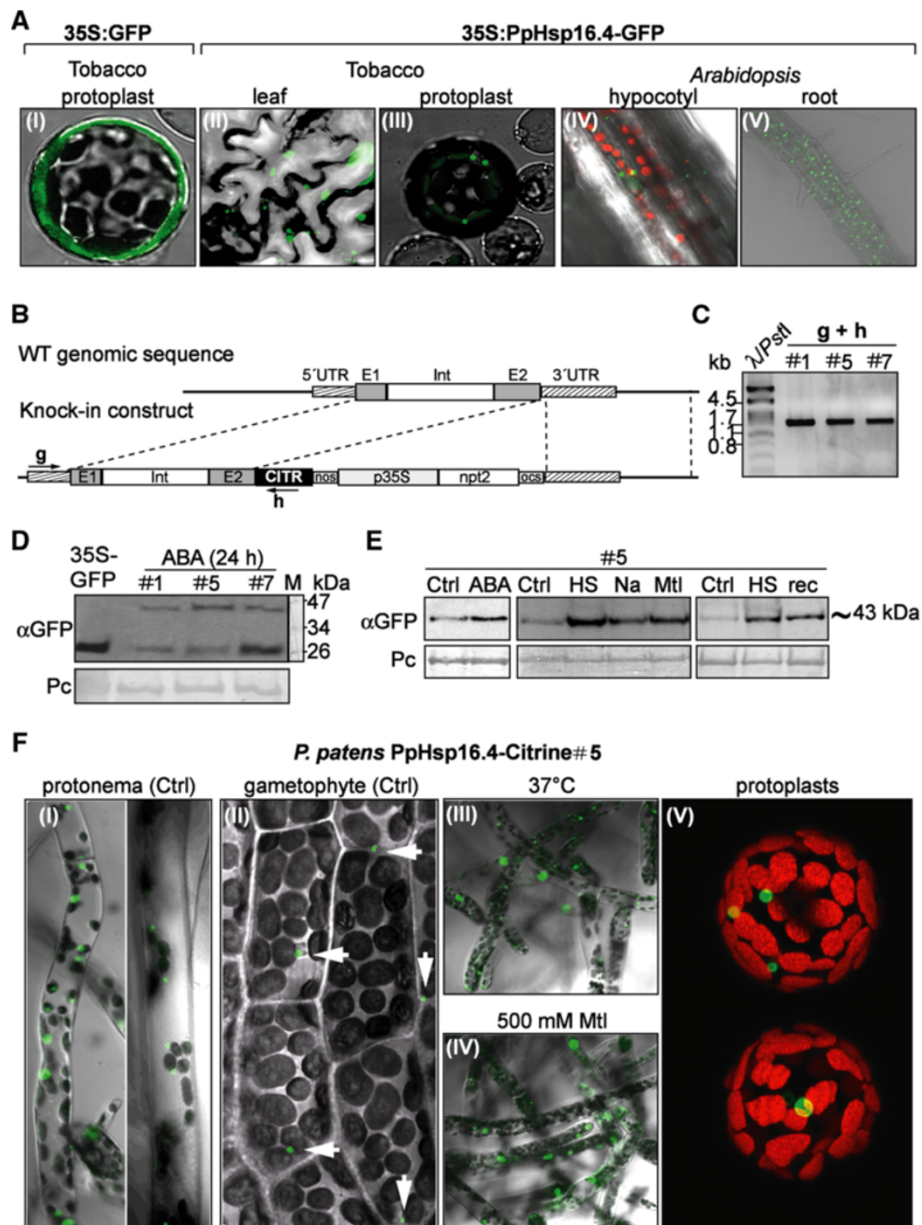 A
35S:GFP
35S:PpHsp16.4-GFP
Tobacco
protoplast
Tobacco
leaf
protoplast
Arabidopsis
hypocotyl
root
(I)
(II)
(III)
(IV)
(V)
B
WT genomic sequence
5´UTR
E1
Int
E2
3´UTR
Knock-in construct
g
E1
Int
E2
CITR
nos
p35S
npt2
ocs
h
C
λ/PstI
g + h
kb
#1
#5
#7
4.5
1.7
1.1
0.8
D
35S-
GFP
ABA (24 h)
#1
#5
#7
M
kDa
αGFP
47
34
26
Pc
E
#5
Ctrl ABA
Ctrl HS Na Mtl
Ctrl HS rec
αGFP
~43 kDa
Pc
F
P. patens PpHsp16.4-Citrine#5
protonema (Ctrl)
gametophyte (Ctrl)
37°C
protoplasts
(I)
(II)
(III)
(V)
500 mM Mtl
(IV)